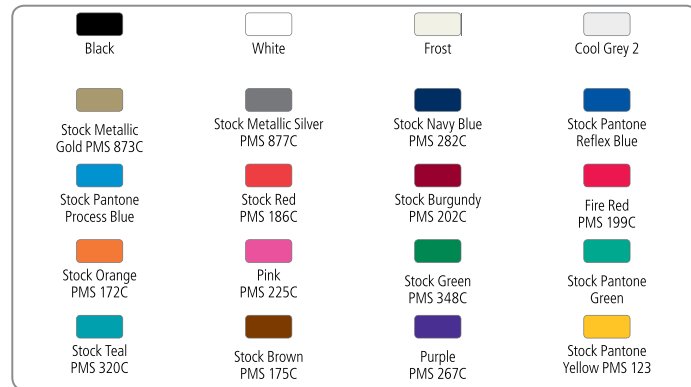 Black
White
Frost
Cool Grey 2
Stock Metallic
Gold PMS 873C
Stock Metallic Silver
PMS 877C
Stock Navy Blue
PMS 282C
Stock Pantone
Reflex Blue
Stock Pantone
Process Blue
Stock Red
PMS 186C
Stock Burgundy
PMS 202C
Fire Red
PMS 199C
Stock Orange
PMS 172C
Pink
PMS 225C
Stock Green
PMS 348C
Stock Pantone
Green
Stock Teal
PMS 320C
Stock Brown
PMS 175C
Purple
PMS 267C
Stock Pantone
Yellow PMS 123